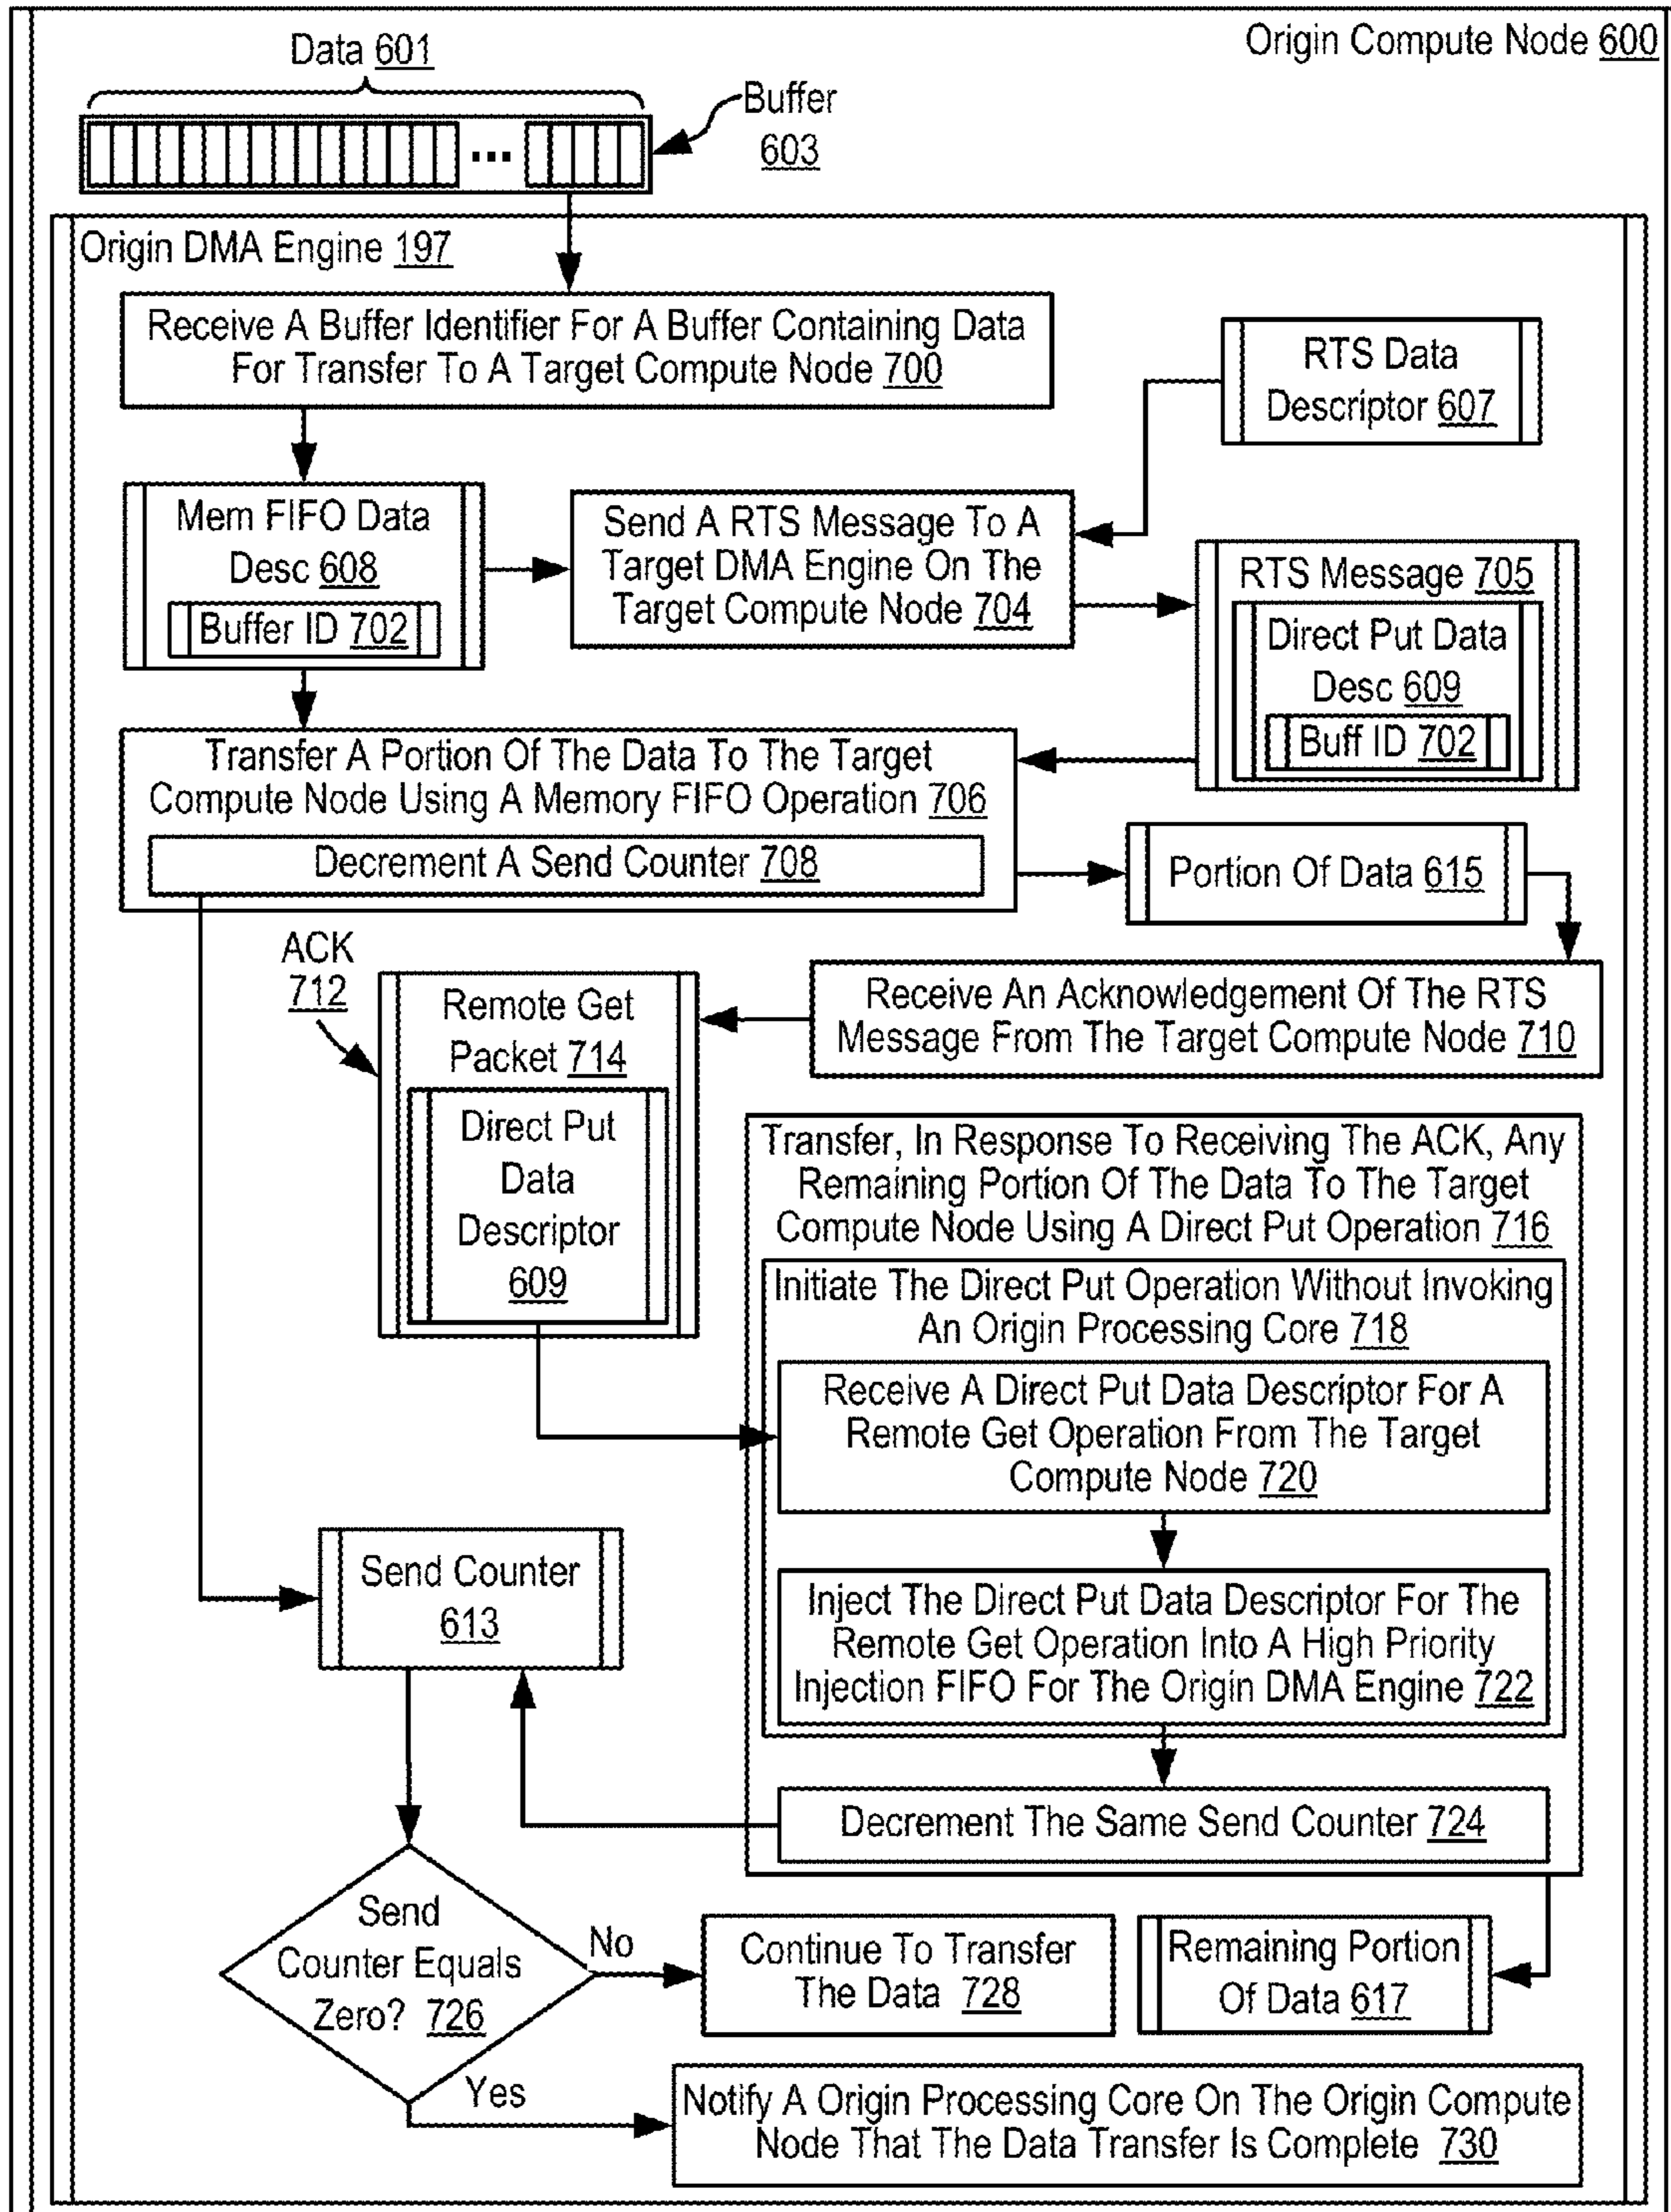 Origin Compute Node 600
Data 601
Buffer
603
...
Origin DMA Engine 197
Receive A Buffer Identifier For A Buffer Containing Data
For Transfer To A Target Compute Node 700
RTS Data
Descriptor 607
Mem FIFO Data
Desc 608
Buffer ID 702
Send A RTS Message To A
Target DMA Engine On The
Target Compute Node 704
RTS Message 705
Direct Put Data
Desc 609
Buff ID 702
Transfer A Portion Of The Data To The Target
Compute Node Using A Memory FIFO Operation 706
Decrement A Send Counter 708
Portion Of Data 615
ACK
712
Remote Get
Packet 714
Direct Put
Data
Descriptor
609
Receive An Acknowledgement Of The RTS
Message From The Target Compute Node 710
Transfer, In Response To Receiving The ACK, Any
Remaining Portion Of The Data To The Target
Compute Node Using A Direct Put Operation 716
Initiate The Direct Put Operation Without Invoking
An Origin Processing Core 718
Receive A Direct Put Data Descriptor For A
Remote Get Operation From The Target
Compute Node 720
Send Counter
613
Inject The Direct Put Data Descriptor For The
Remote Get Operation Into A High Priority
Injection FIFO For The Origin DMA Engine 722
Decrement The Same Send Counter 724
Send
Counter Equals
Zero? 726
No
Continue To Transfer
The Data 728
Remaining Portion
Of Data 617
Yes
Notify A Origin Processing Core On The Origin Compute
Node That The Data Transfer Is Complete 730